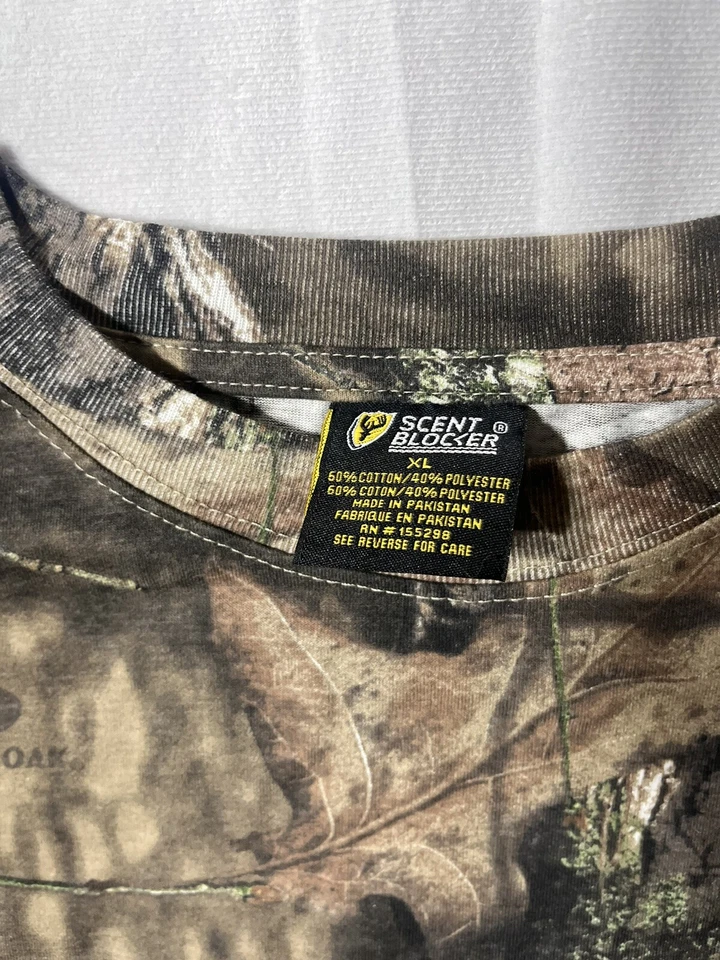 SCENT ®
BLOCKER
XL
60% COTTON/40% POLYESTER
60% COTON/40% POLYESTER
MADE IN PAKISTAN
FABRIQUE EN PAKISTAN
RN # 155298
SEE REVERSE FOR CARE
OAK